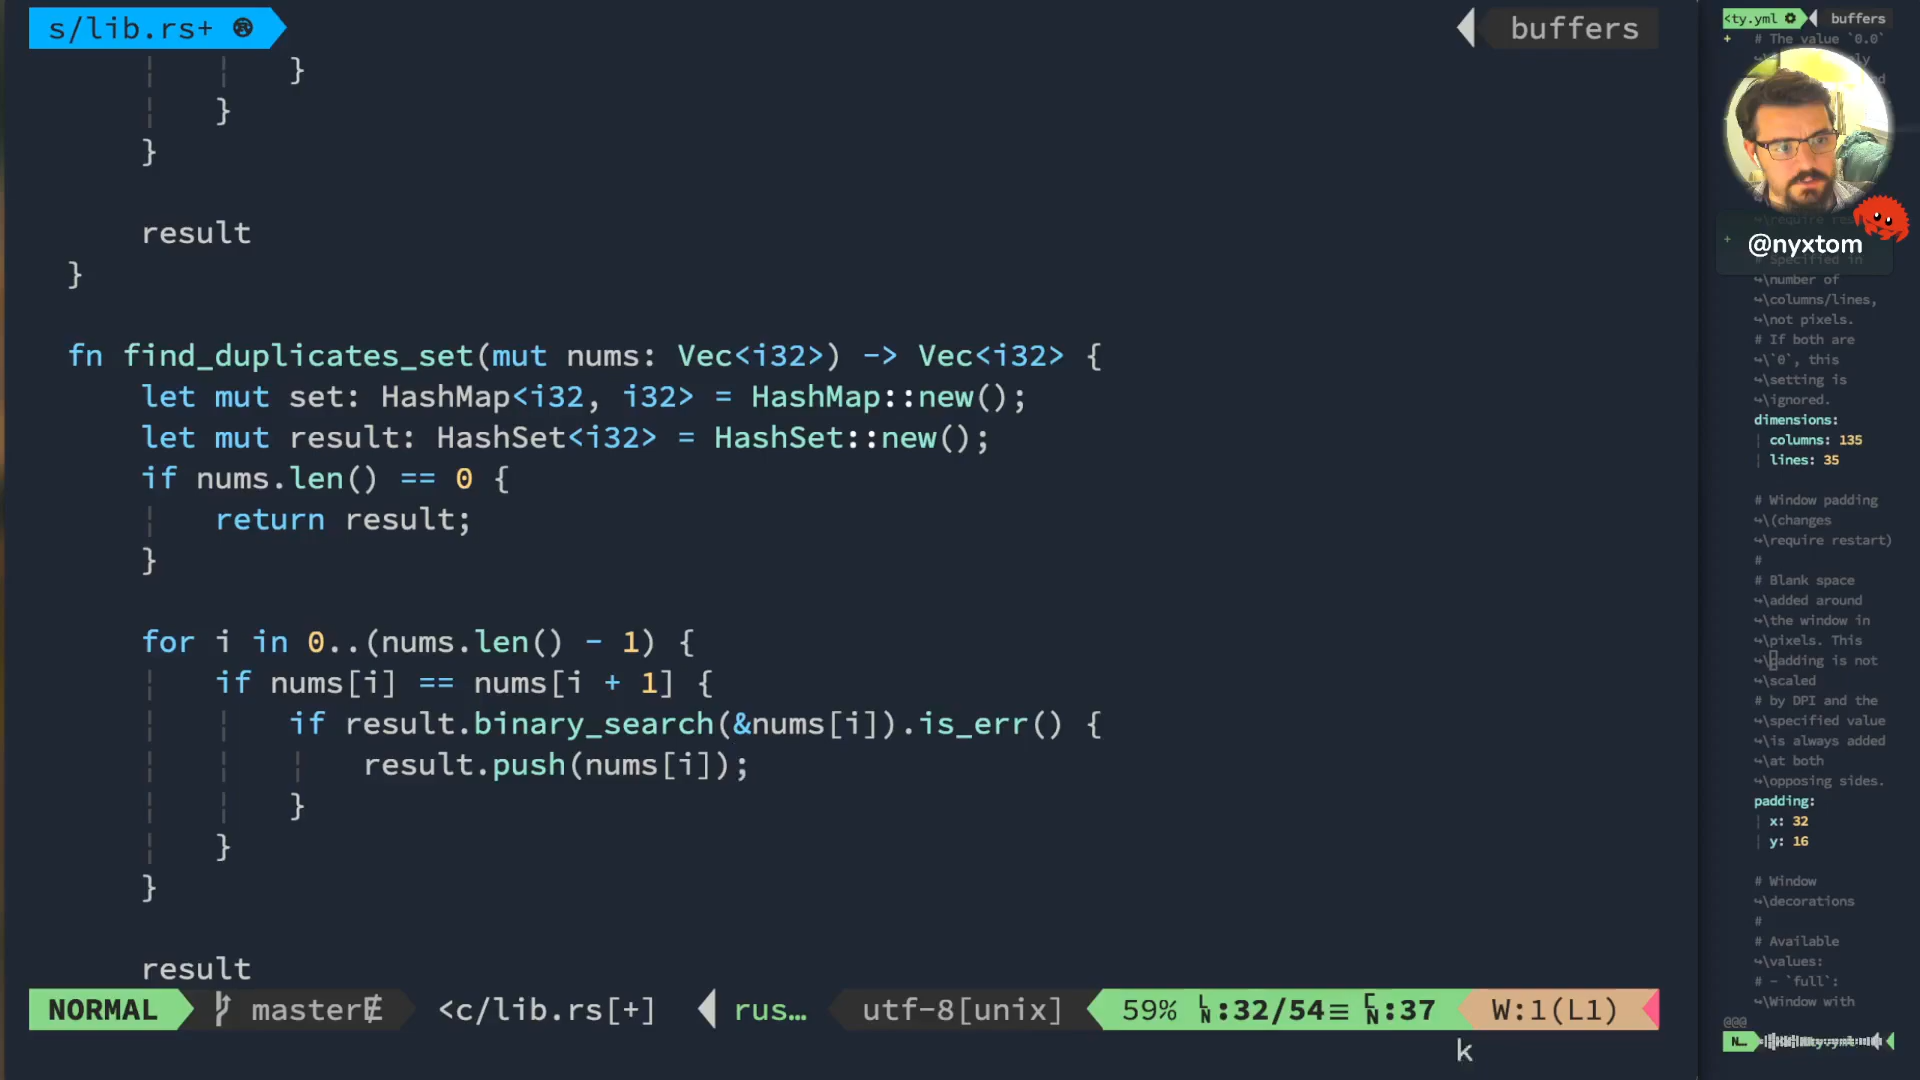 s/lib.rs+
buffers
}
}
}
result
}
fn find_duplicates_set(mut nums: Vec<i32>) -> Vec<i32> {
let mut set: HashMap<i32, i32> = HashMap::new();
let mut result: HashSet<i32> = HashSet::new();
if nums.len() == 0 {
return result;
}
for i in 0..(nums.len() - 1) {
if nums[i] == nums[i + 1] {
if result.binary_search(&nums[i]).is_err() {
result.push(nums[i]);
}
}
}
result
NORMAL master <c/lib.rs[+] rus… utf-8[unix] 59% LN:32/54≡ CN:37 W:1(L1)
k
<ty.yml buffers
# The value `0.0`
@nyxtom
# Specified in
↪\number of
↪\columns/lines,
↪\not pixels.
# If both are
↪\`0`, this
↪\setting is
↪\ignored.
dimensions:
columns: 135
lines: 35
# Window padding
↪\(changes
↪\require restart)
#
# Blank space
↪\added around
↪\the window in
↪\pixels. This
↪\padding is not
↪\scaled
# by DPI and the
↪\specified value
↪\is always added
↪\at both
↪\opposing sides.
padding:
x: 32
y: 16
# Window
↪\decorations
#
# Available
↪\values:
# - `full`:
↪\Window with
@@@
N…